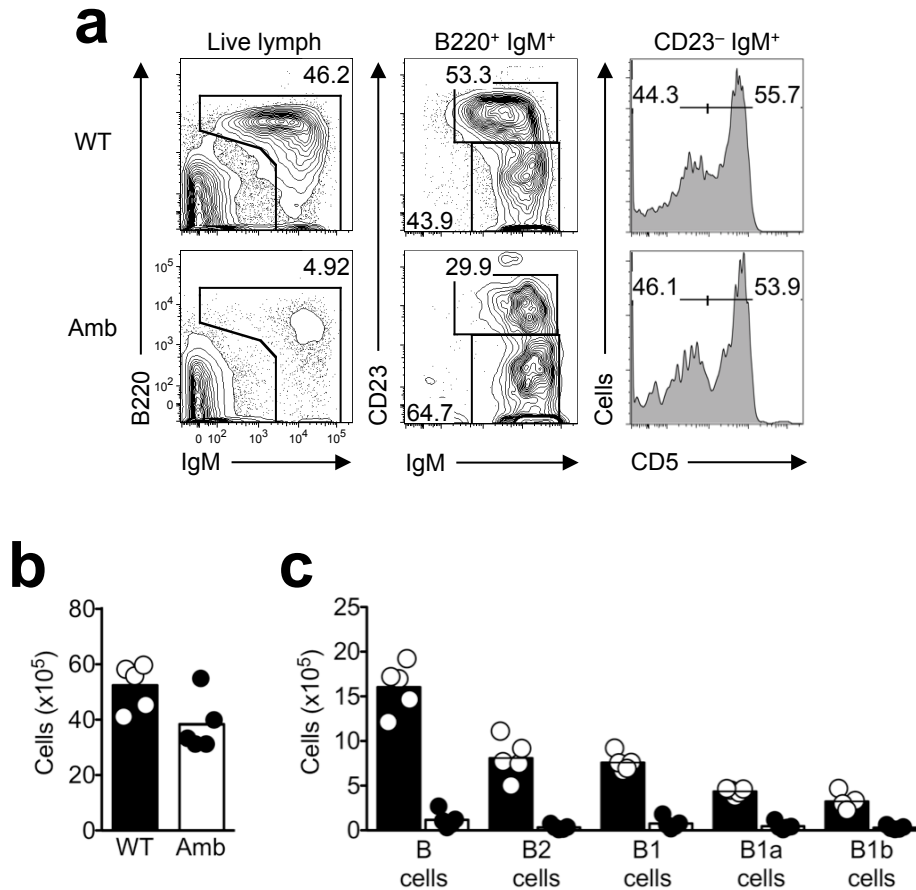 a
Live lymph B220⁺ IgM⁺ CD23⁻ IgM⁺
WT
46.2
53.3
43.9
44.3 55.7
Amb
4.92
29.9
64.7
46.1 53.9
10⁵
10⁴
10³
10²
0
0 10² 10³ 10⁴ 10⁵
B220
IgM
CD23
IgM
Cells
CD5
b
Cells (x10⁵)
80
60
40
20
0
WT Amb
c
Cells (x10⁵)
25
20
15
10
5
0
B B2 B1 B1a B1b
cells cells cells cells cells